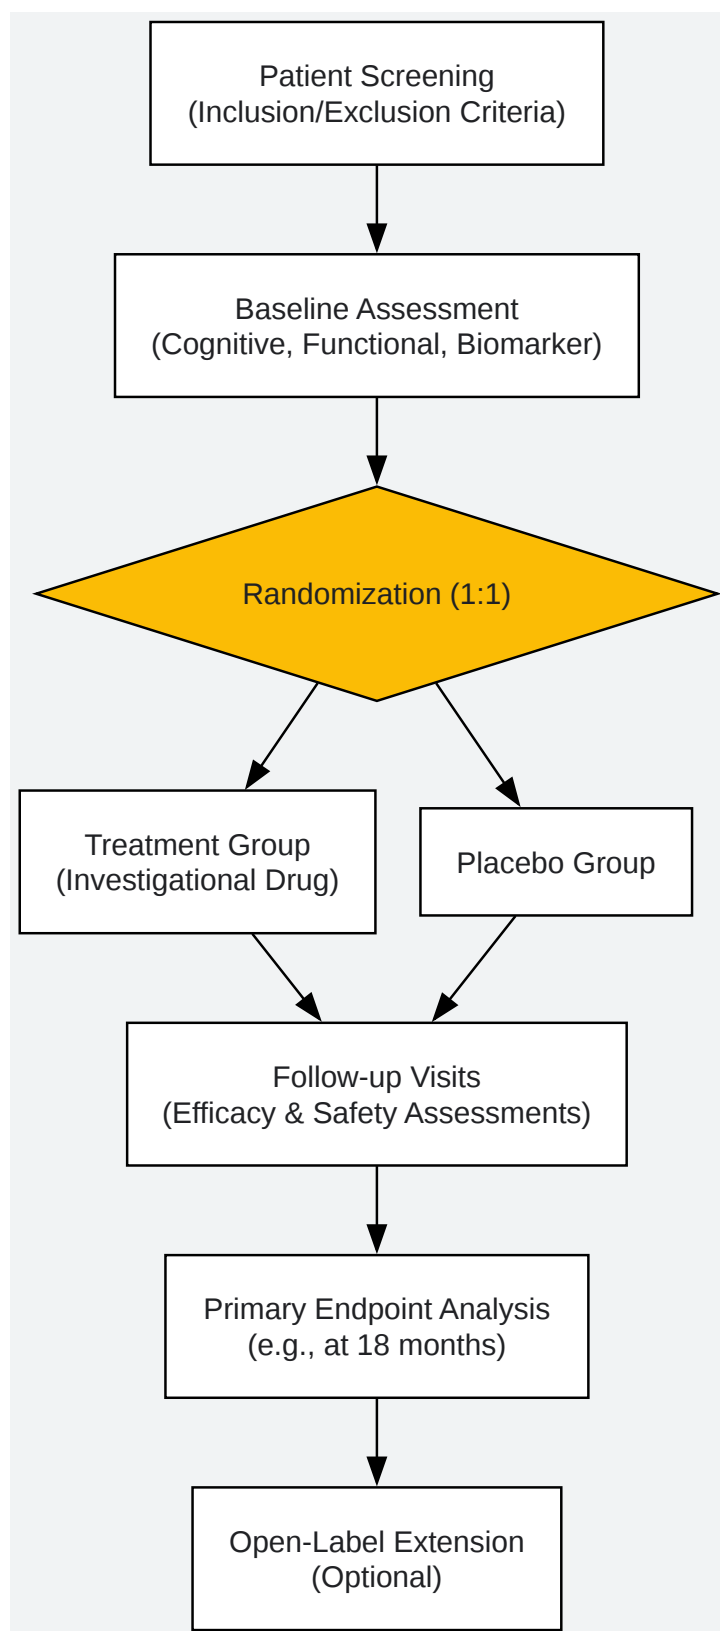 Patient Screening
(Inclusion/Exclusion Criteria)
Baseline Assessment
(Cognitive, Functional, Biomarker)
Randomization (1:1)
Treatment Group
(Investigational Drug)
Placebo Group
Follow-up Visits
(Efficacy & Safety Assessments)
Primary Endpoint Analysis
(e.g., at 18 months)
Open-Label Extension
(Optional)